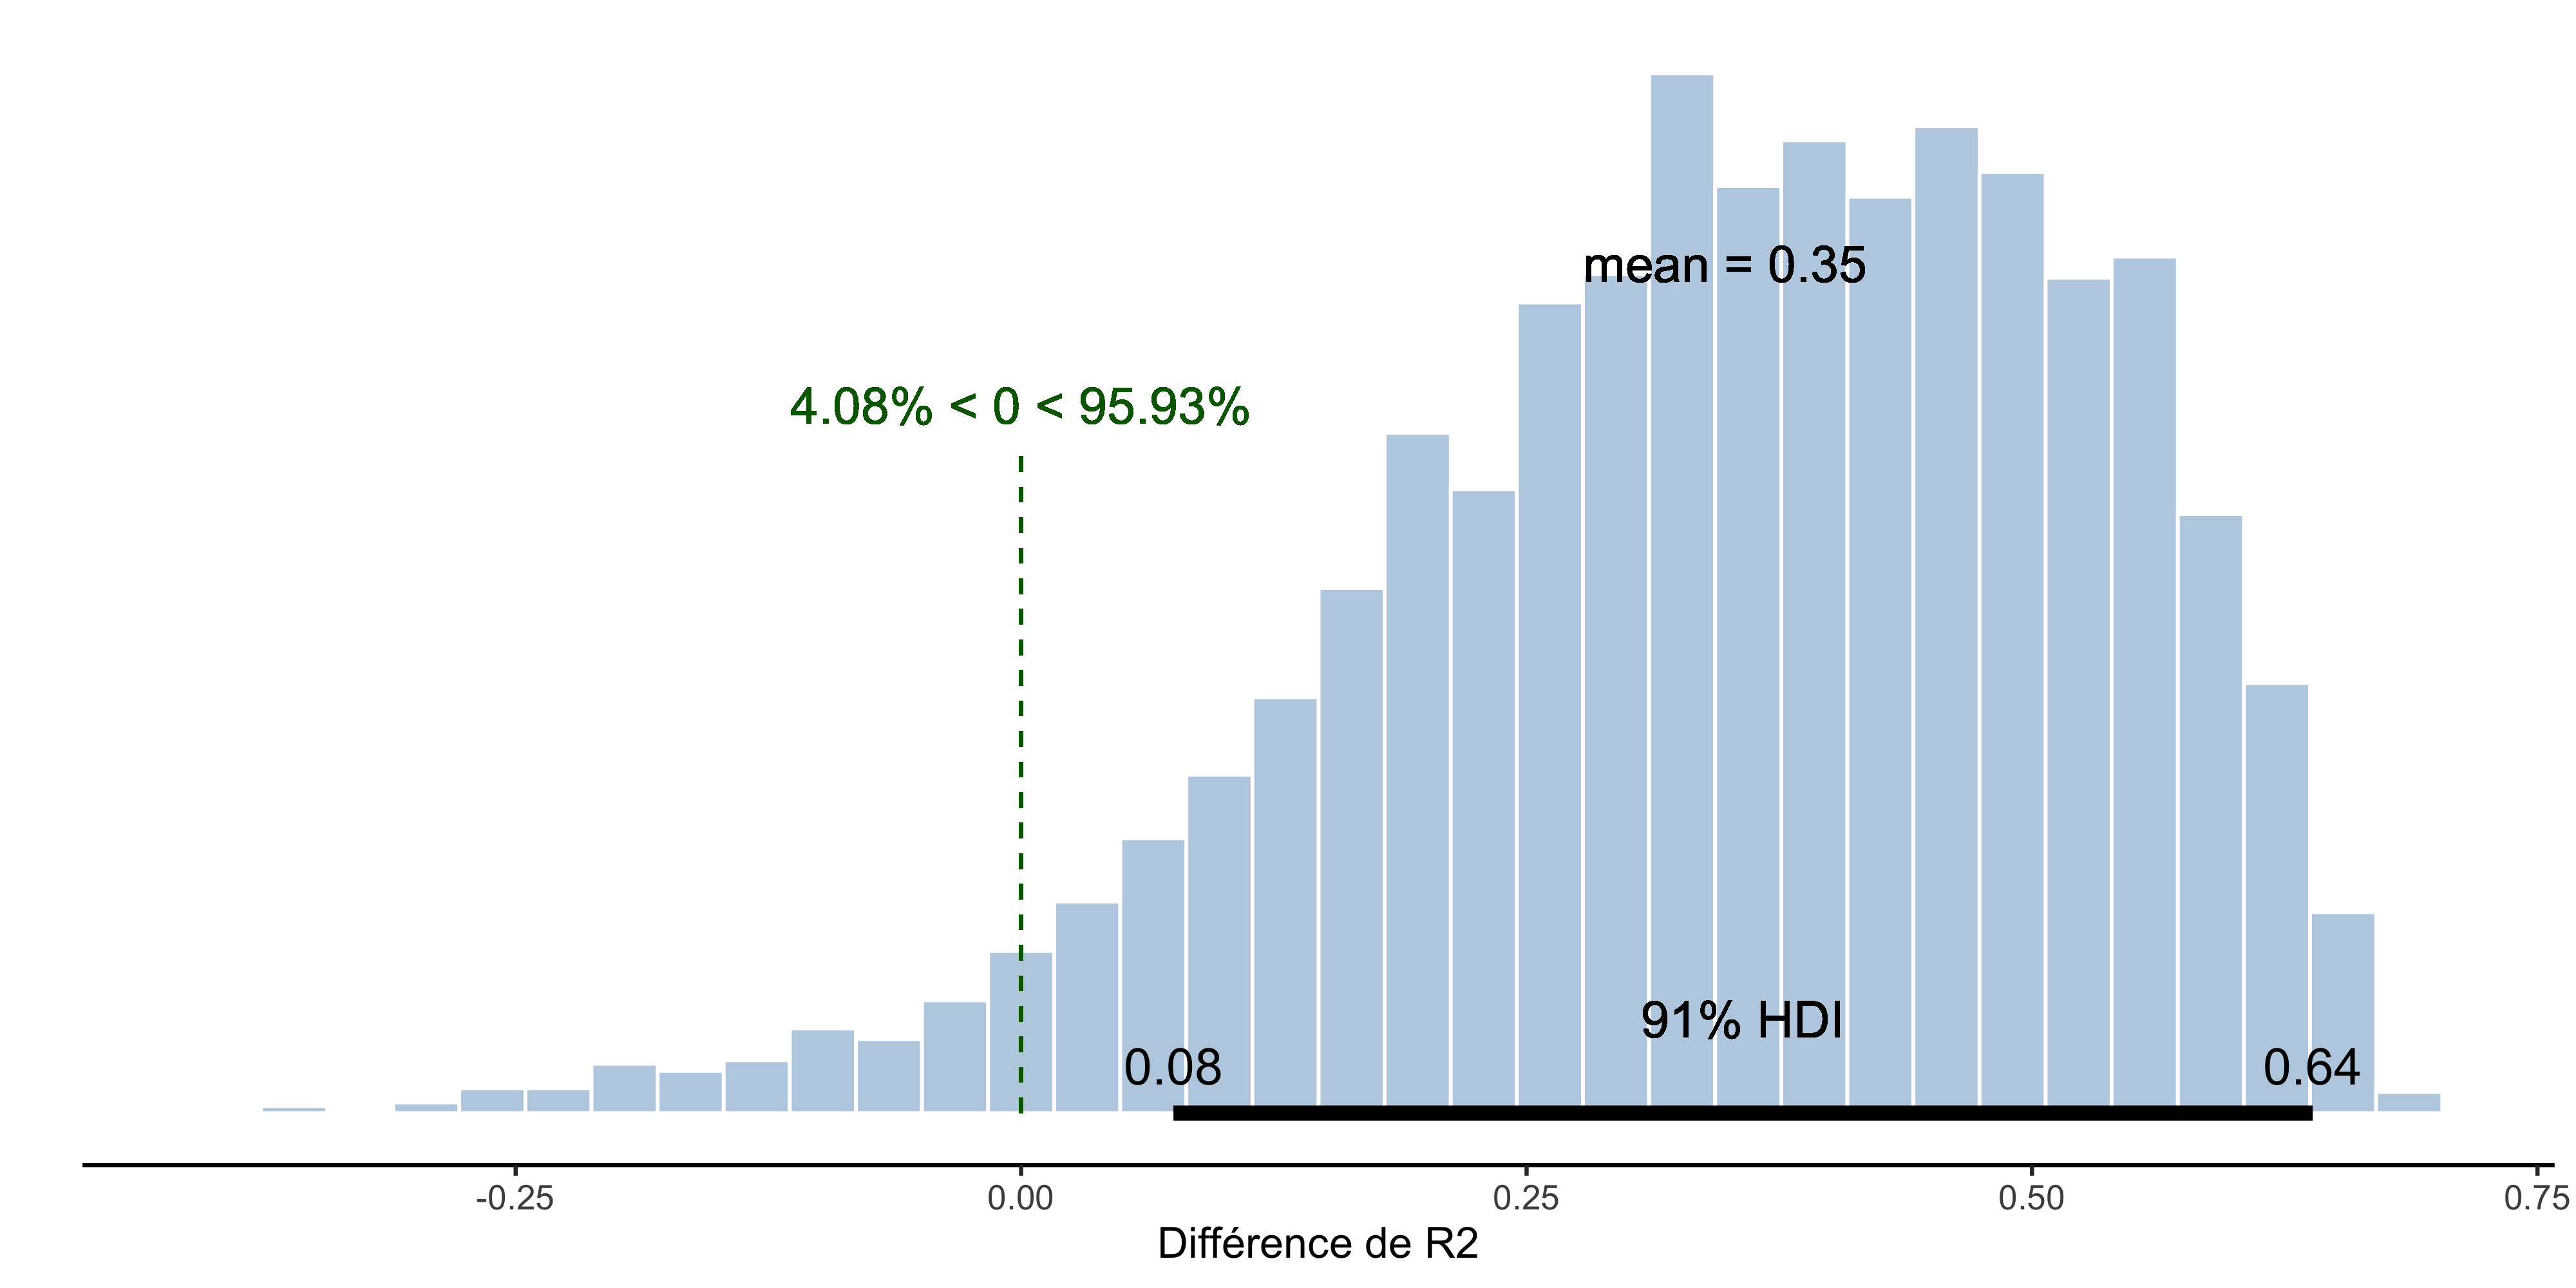 mean = 0.35
4.08% < 0 < 95.93%
91% HDI
0.08
0.64
-0.25
0.00
0.25
0.50
0.75
Différence de R2